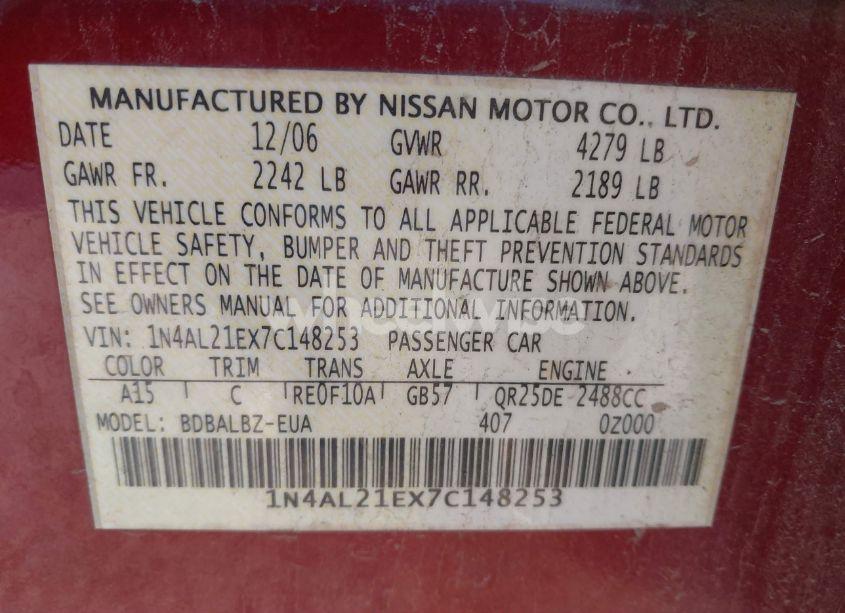 MANUFACTURED BY NISSAN MOTOR CO., LTD.
DATE 12/06 GVWR 4279 LB
GAWR FR. 2242 LB GAWR RR. 2189 LB
THIS VEHICLE CONFORMS TO ALL APPLICABLE FEDERAL MOTOR
VEHICLE SAFETY, BUMPER AND THEFT PREVENTION STANDARDS
IN EFFECT ON THE DATE OF MANUFACTURE SHOWN ABOVE.
SEE OWNERS MANUAL FOR ADDITIONAL INFORMATION.
VIN: 1N4AL21EX7C148253 PASSENGER CAR
COLOR TRIM TRANS AXLE ENGINE
A15 C RE0F10A GB57 QR25DE 2488CC
MODEL: BDBALBZ-EUA 407 0Z000
1N4AL21EX7C148253